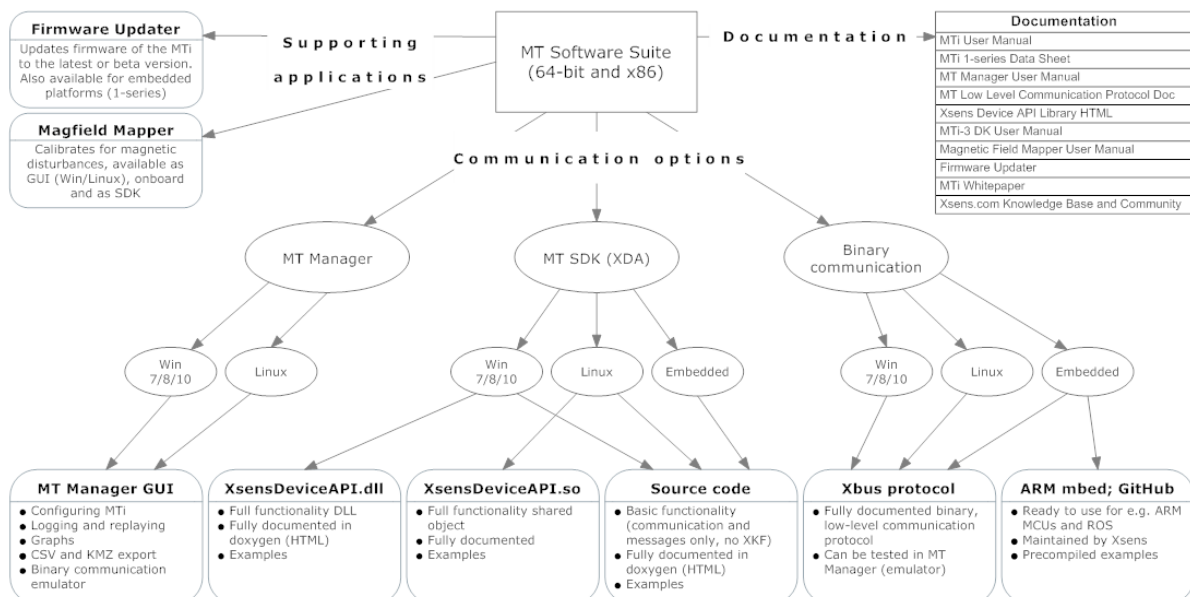 Firmware Updater
Updates firmware of the MTi
to the latest or beta version.
Also available for embedded
platforms (1-series)
Magfield Mapper
Calibrates for magnetic
disturbances, available as
GUI (Win/Linux), onboard
and as SDK
Supporting
applications
MT Software Suite
(64-bit and x86)
Documentation
Documentation
MTi User Manual
MTi 1-series Data Sheet
MT Manager User Manual
MT Low Level Communication Protocol Doc
Xsens Device API Library HTML
MTi-3 DK User Manual
Magnetic Field Mapper User Manual
Firmware Updater
MTi Whitepaper
Xsens.com Knowledge Base and Community
Communication options
MT Manager
MT SDK (XDA)
Binary
communication
Win
7/8/10
Linux
Win
7/8/10
Linux
Embedded
Win
7/8/10
Linux
Embedded
MT Manager GUI
● Configuring MTi
● Logging and replaying
● Graphs
● CSV and KMZ export
● Binary communication
emulator
XsensDeviceAPI.dll
● Full functionality DLL
● Fully documented in
doxygen (HTML)
● Examples
XsensDeviceAPI.so
● Full functionality shared
object
● Fully documented
● Examples
Source code
● Basic functionality
(communication and
messages only, no XKF)
● Fully documented in
doxygen (HTML)
● Examples
Xbus protocol
● Fully documented binary,
low-level communication
protocol
● Can be tested in MT
Manager (emulator)
ARM mbed; GitHub
● Ready to use for e.g. ARM
MCUs and ROS
● Maintained by Xsens
● Precompiled examples